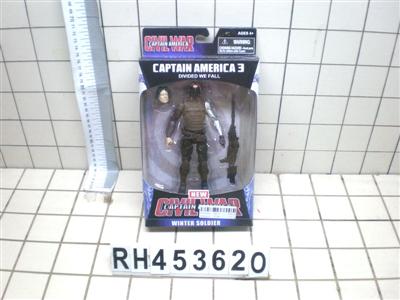 CIVIL WAR
CAPTAIN AMERICA
AGES 4+
WARNING:
CAPTAIN AMERICA 3
DIVIDED WE FALL
NEW
CIVIL WAR
CAPTAIN
WINTER SOLDIER
RH453620